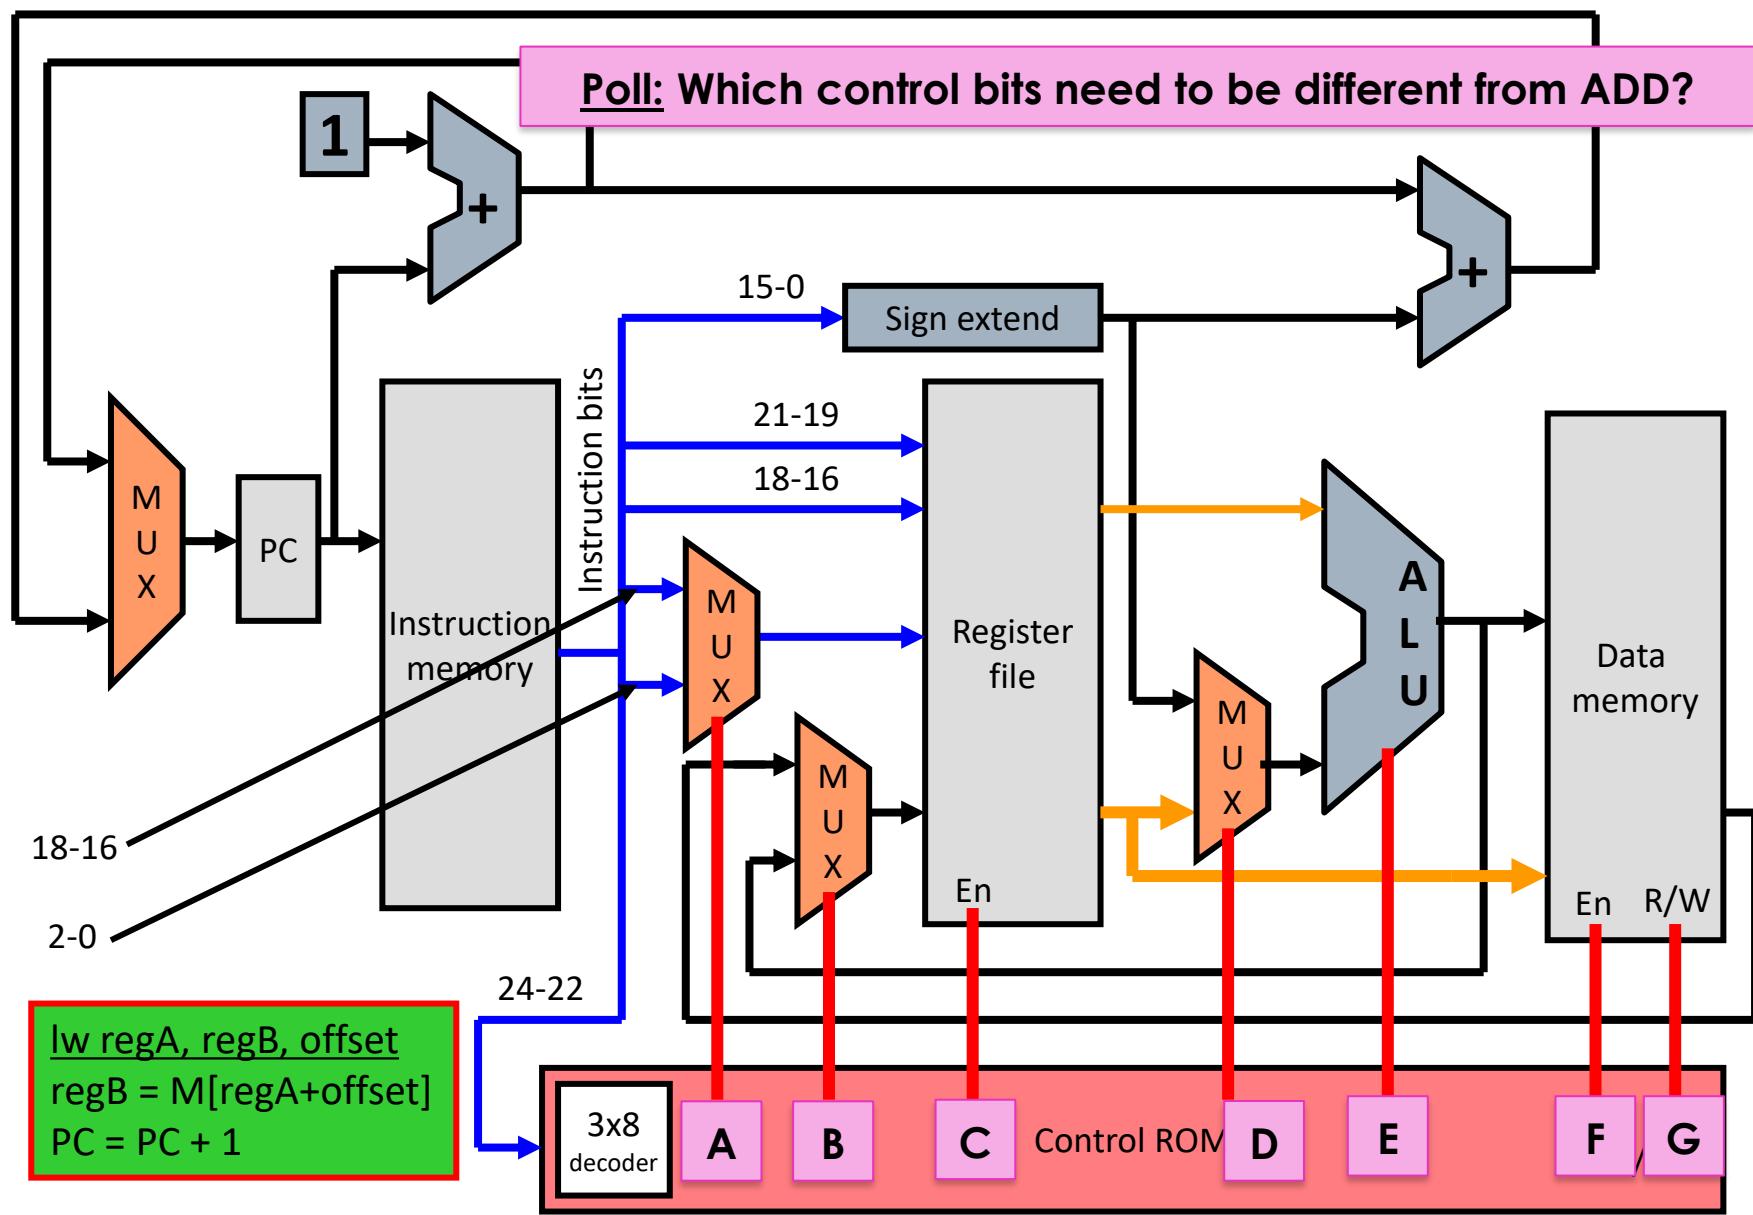 Poll: Which control bits need to be different from ADD?
1
+
+
15-0
Sign extend
Instruction bits
21-19
18-16
M
U
X
PC
Instruction
memory
M
U
X
Register
file
En
M
U
X
M
U
X
A
L
U
Data
memory
En
R/W
18-16
2-0
24-22
lw regA, regB, offset
regB = M[regA+offset]
PC = PC + 1
3x8
decoder
A
B
C
Control ROM
D
E
F
G